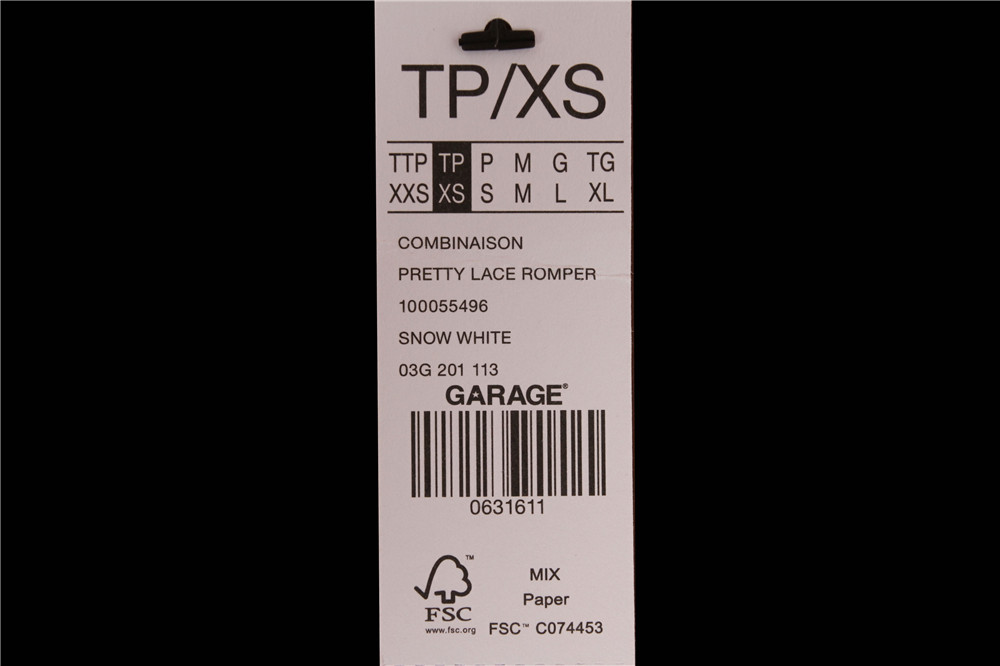 TP/XS
TTP TP P M G TG
XXS XS S M L XL
COMBINAISON
PRETTY LACE ROMPER
100055496
SNOW WHITE
03G 201 113
GARAGE®
0631611
™
FSC
www.fsc.org
MIX
Paper
FSC™ C074453